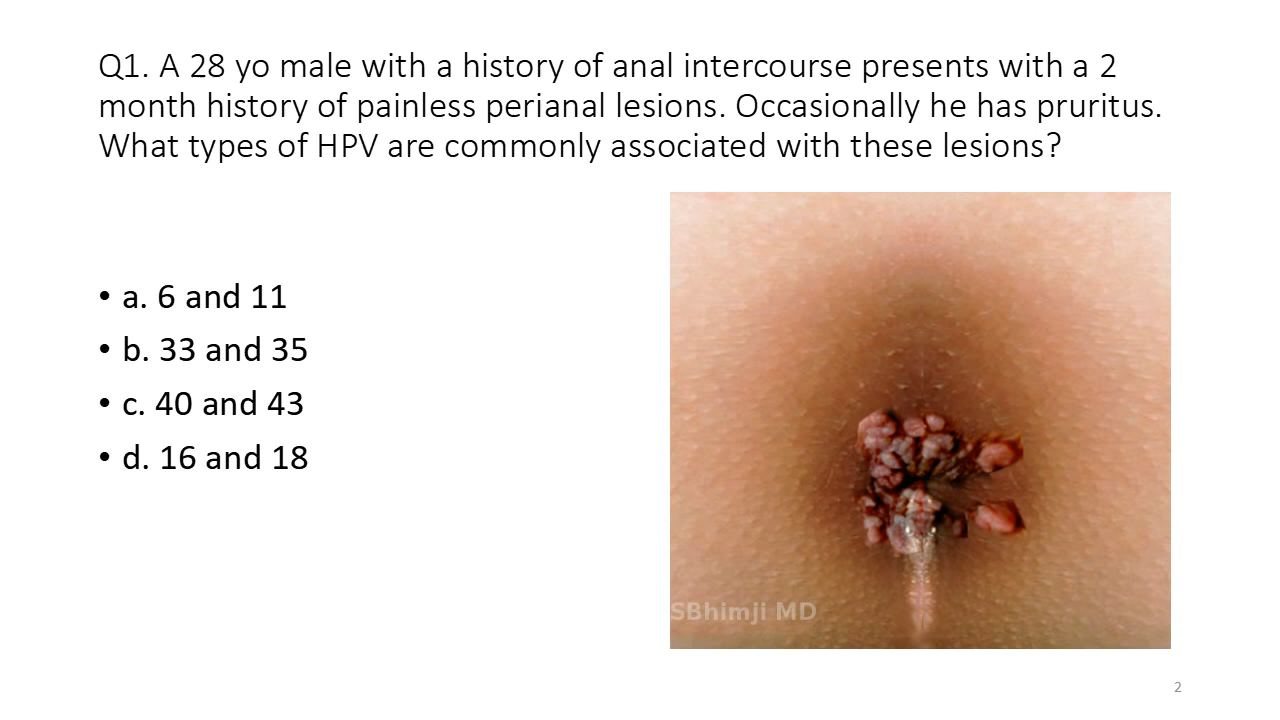 Q1. A 28 yo male with a history of anal intercourse presents with a 2
month history of painless perianal lesions. Occasionally he has pruritus.
What types of HPV are commonly associated with these lesions?
• a. 6 and 11
• b. 33 and 35
• c. 40 and 43
• d. 16 and 18
SBhimji MD
2